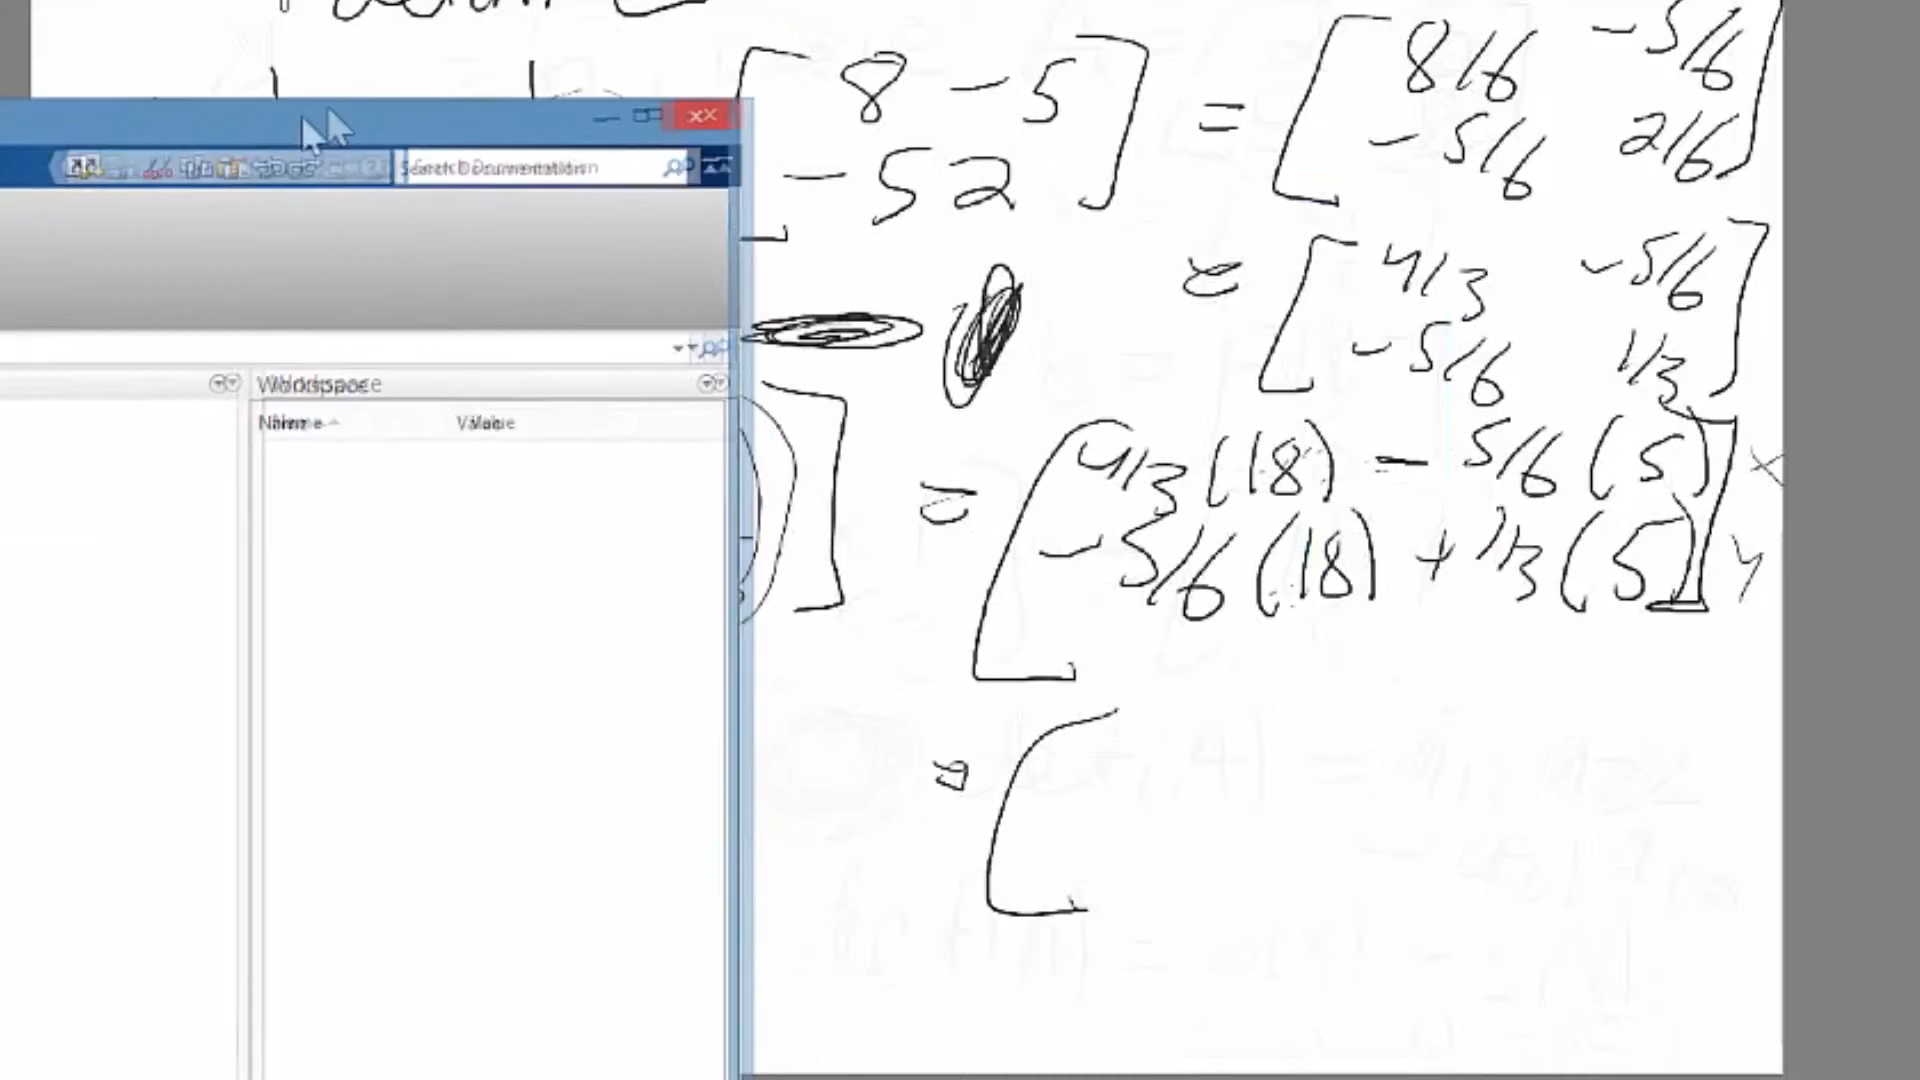 8 -5
-5 2
= 8/6 -5/6
-5/6 2/6
= 4/3 -5/6
-5/6 1/3
= 4/3 (18) - 5/6 (5) x
-5/6 (18) + 1/3 (5) y
=
Search Documentation
Workspace
Name Value